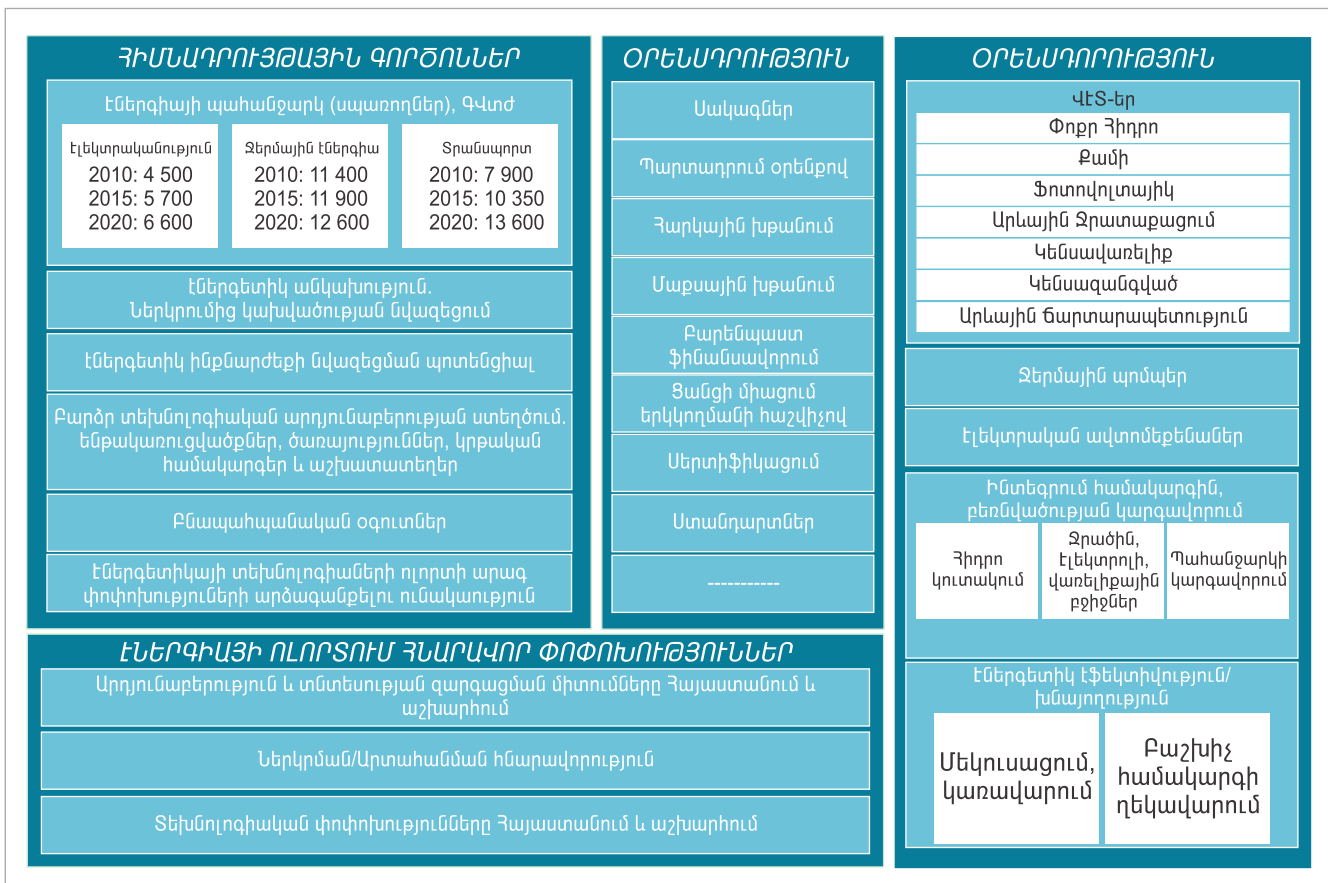 ՀԻՄՆԱԴՐՈՒՅԹԱՅԻՆ ԳՈՐԾՈՆՆԵՐ
Էներգիայի պահանջարկ (սպառողներ), ԳՎտժ
Էլեկտրականություն
2010: 4 500
2015: 5 700
2020: 6 600
Ջերմային էներգիա
2010: 11 400
2015: 11 900
2020: 12 600
Տրանսպորտ
2010: 7 900
2015: 10 350
2020: 13 600
Էներգետիկ անկախություն.
Ներկրումից կախվածության նվազեցում
Էներգետիկ ինքնարժեքի նվազեցման պոտենցիալ
Բարձր տեխնոլոգիական արդյունաբերության ստեղծում.
ենթակառուցվածքներ, ծառայություններ, կրթական
համակարգեր և աշխատատեղեր
Բնապահպանական օգուտներ
Էներգետիկայի տեխնոլոգիաների ոլորտի արագ
փոփոխություների արձագանքելու ունակաություն
ՕՐԵՆՍԴՐՈՒԹՅՈՒՆ
Սակագներ
Պարտադրում օրենքով
Հարկային խթանում
Մաքսային խթանում
Բարենպաստ
ֆինանսավորում
Ցանցի միացում
երկկողմանի հաշվիչով
Սերտիֆիկացում
Ստանդարտներ
-----------
ՕՐԵՆՍԴՈՐՈՒԹՅՈՒՆ
ՎԷՏ-եր
Փոքր Հիդրո
Քամի
Ֆոտովոլտայիկ
Արևային Ջրատաքացում
Կենսավառելիք
Կենսազանգված
Արևային Ճարտարապետություն
Ջերմային պոմպեր
Էլեկտրական ավտոմեքենաներ
Ինտեգրում համակարգին,
բեռնվածության կարգավորում
Հիդրո
կուտակում
Ջրածին,
էլեկտրոլի,
վառելիքային
բջիջներ
Պահանջարկի
կարգավորում
Էներգետիկ էֆեկտիվություն/
խնայողություն
Մեկուսացում,
կառավարում
Բաշխիչ
համակարգի
ղեկավարում
ԷՆԵՐԳԻԱՅԻ ՈԼՈՐՏՈՒՄ ՀՆԱՐԱՎՈՐ ՓՈՓՈԽՈՒԹՅՈՒՆՆԵՐ
Արդյունաբերություն և տնտեսության զարգացման միտումները Հայաստանում և
աշխարհում
Ներկրման/Արտահանման հնարավորություն
Տեխնոլոգիական փոփոխությունները Հայաստանում և աշխարհում